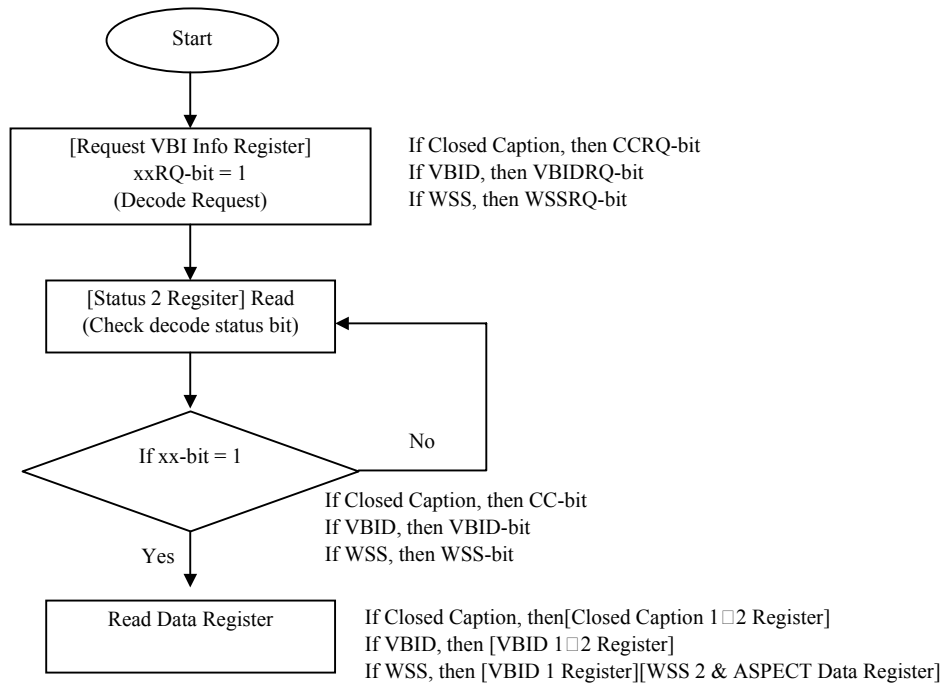 Start
[Request VBI Info Register]
xxRQ-bit = 1
(Decode Request)
If Closed Caption, then CCRQ-bit
If VBID, then VBIDRQ-bit
If WSS, then WSSRQ-bit
[Status 2 Regsiter] Read
(Check decode status bit)
If xx-bit = 1
No
If Closed Caption, then CC-bit
If VBID, then VBID-bit
If WSS, then WSS-bit
Yes
Read Data Register
If Closed Caption, then[Closed Caption 1□2 Register]
If VBID, then [VBID 1□2 Register]
If WSS, then [VBID 1 Register][WSS 2 & ASPECT Data Register]